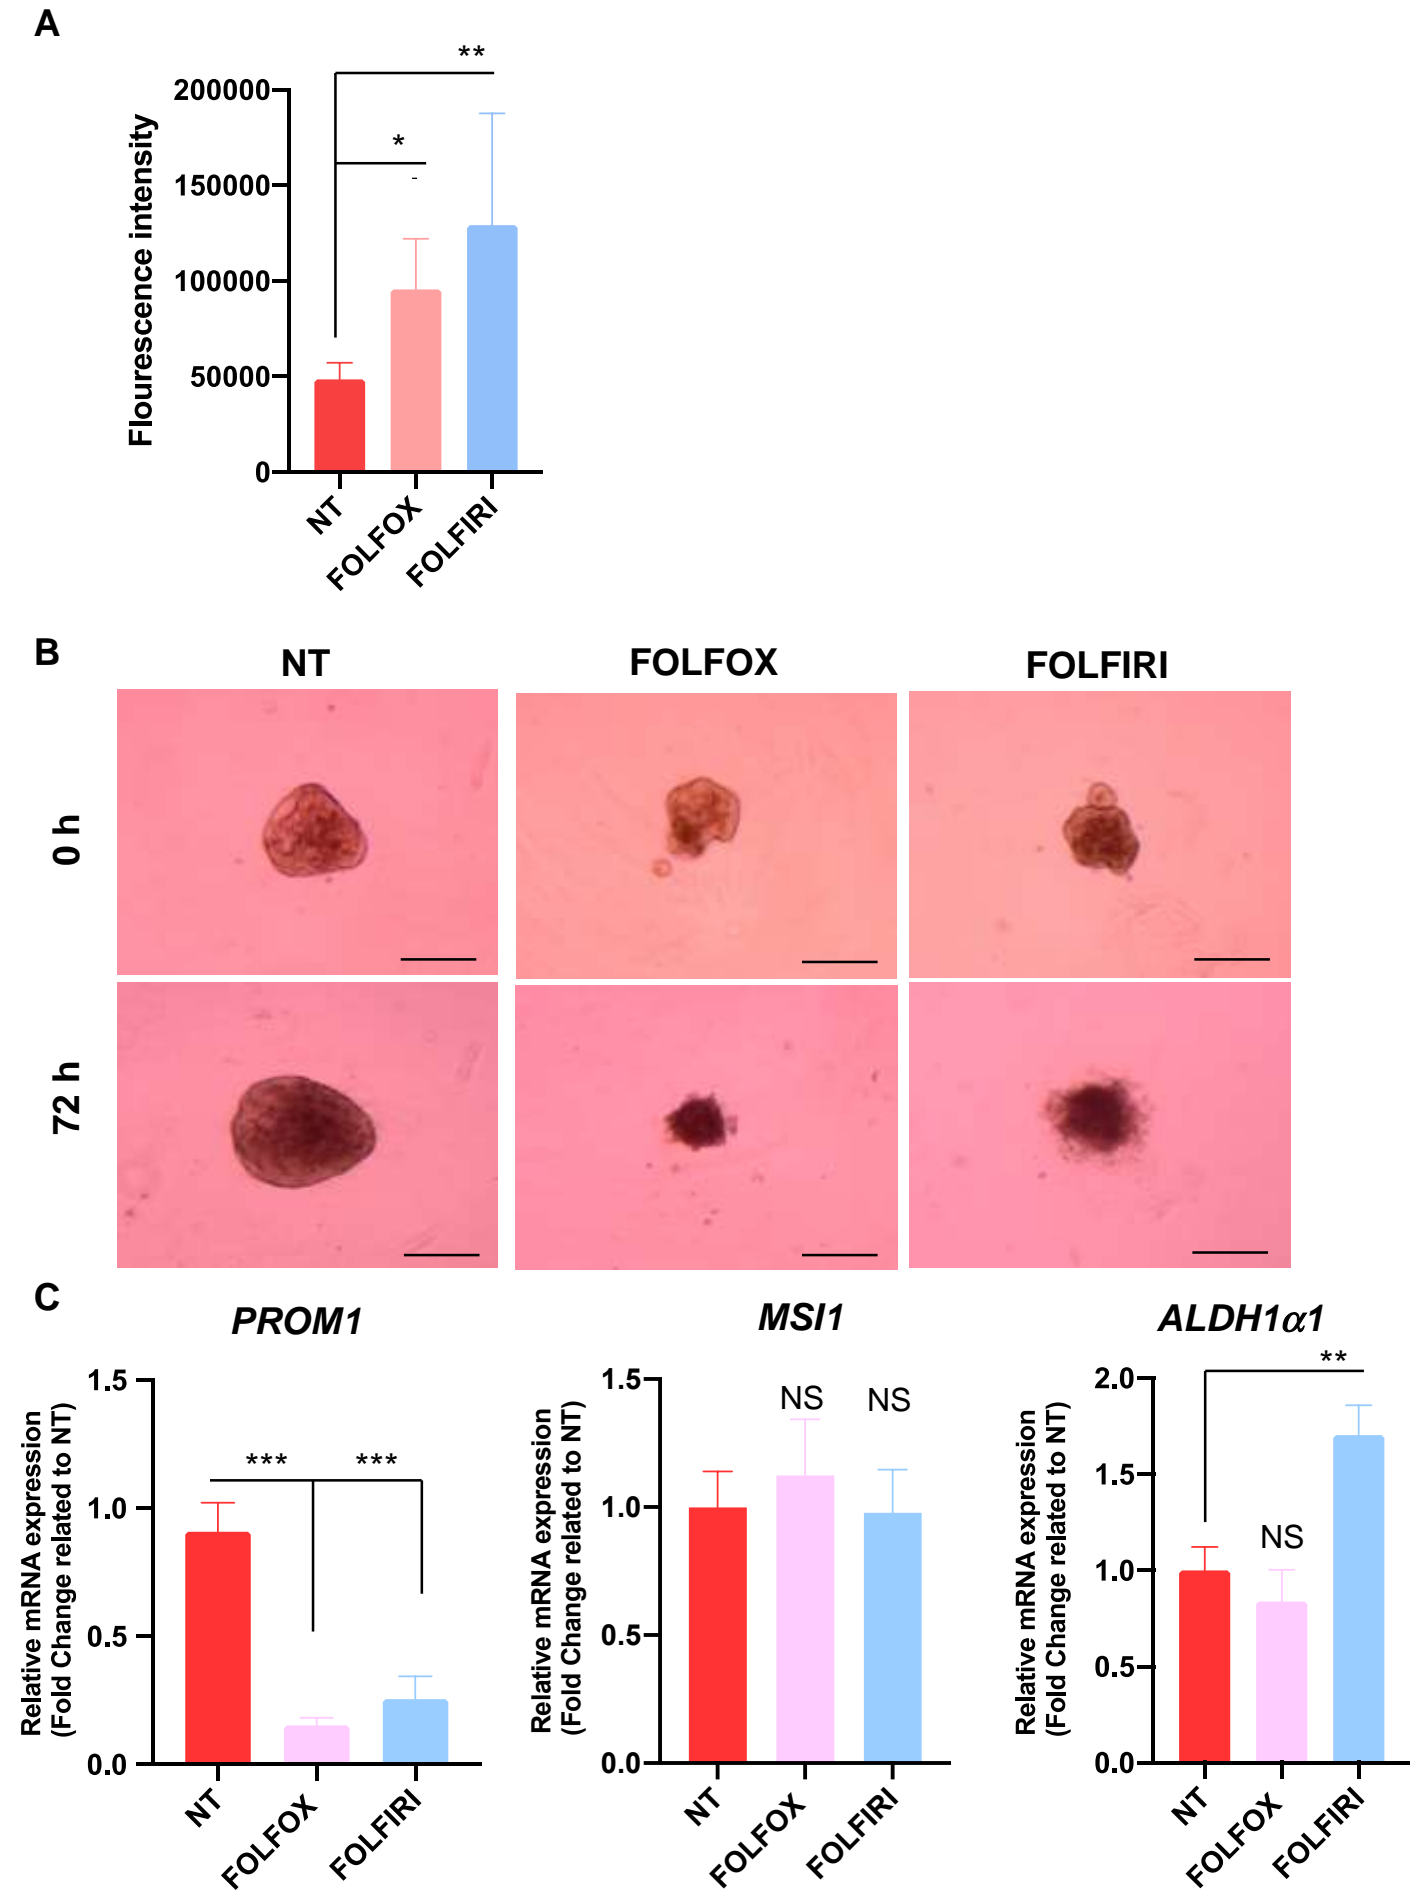 A
**
*
200000
150000
100000
50000
0
Flourescence intensity
NT
FOLFOX
FOLFIRI
B
NT
FOLFOX
FOLFIRI
0 h
72 h
C
PROM1
Relative mRNA expression
(Fold Change related to NT)
1.5
1.0
0.5
0.0
***
***
NT
FOLFOX
FOLFIRI
MSI1
Relative mRNA expression
(Fold Change related to NT)
1.5
1.0
0.5
0.0
NS
NS
NT
FOLFOX
FOLFIRI
ALDH1α1
Relative mRNA expression
(Fold Change related to NT)
2.0
1.5
1.0
0.5
0.0
**
NS
NT
FOLFOX
FOLFIRI